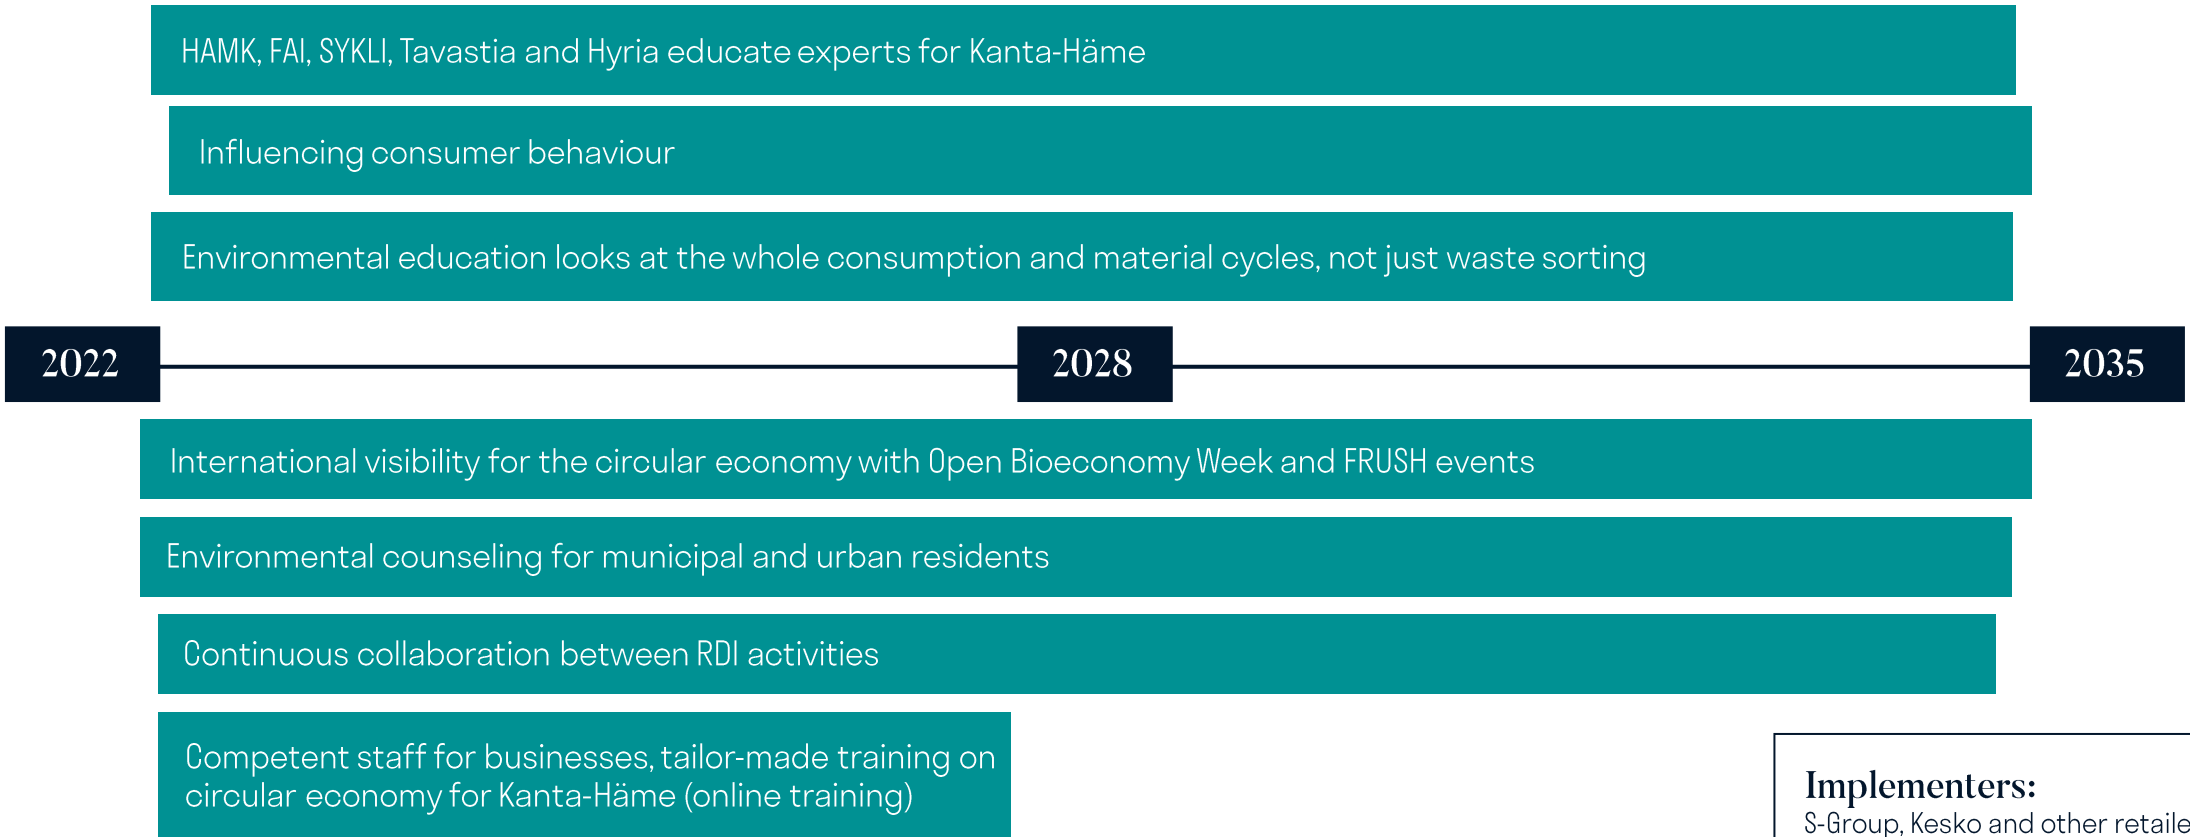 HAMK, FAI, SYKLI, Tavastia and Hyria educate experts for Kanta-Häme
Influencing consumer behaviour
Environmental education looks at the whole consumption and material cycles, not just waste sorting
2022
2028
2035
International visibility for the circular economy with Open Bioeconomy Week and FRUSH events
Environmental counseling for municipal and urban residents
Continuous collaboration between RDI activities
Competent staff for businesses, tailor-made training on
circular economy for Kanta-Häme (online training)
Implementers:
S-Group, Kesko and other